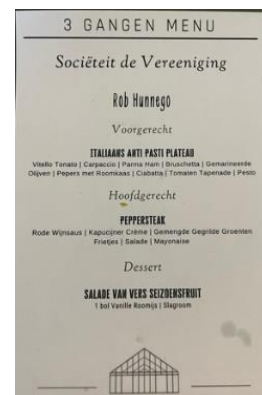 3 GANGEN MENU
Sociëteit de Vereeniging
Rob Hunnego
Voorgerecht
ITALIAANS ANTI PASTI PLATEAU
Vitello Tonato | Carpaccio | Parma Ham | Bruschetta | Gemarineerde
Olijven | Pepers met Roomkaas | Ciabatta | Tomaten Tapenade | Pesto
Hoofdgerecht
PEPPERSTEAK
Rode Wijnsaus | Kapucijner Crème | Gemengde Gegrilde Groenten
Frietjes | Salade | Mayonaise
Dessert
SALADE VAN VERS SEIZOENSFRUIT
1 bol Vanille Roomijs | Slagroom